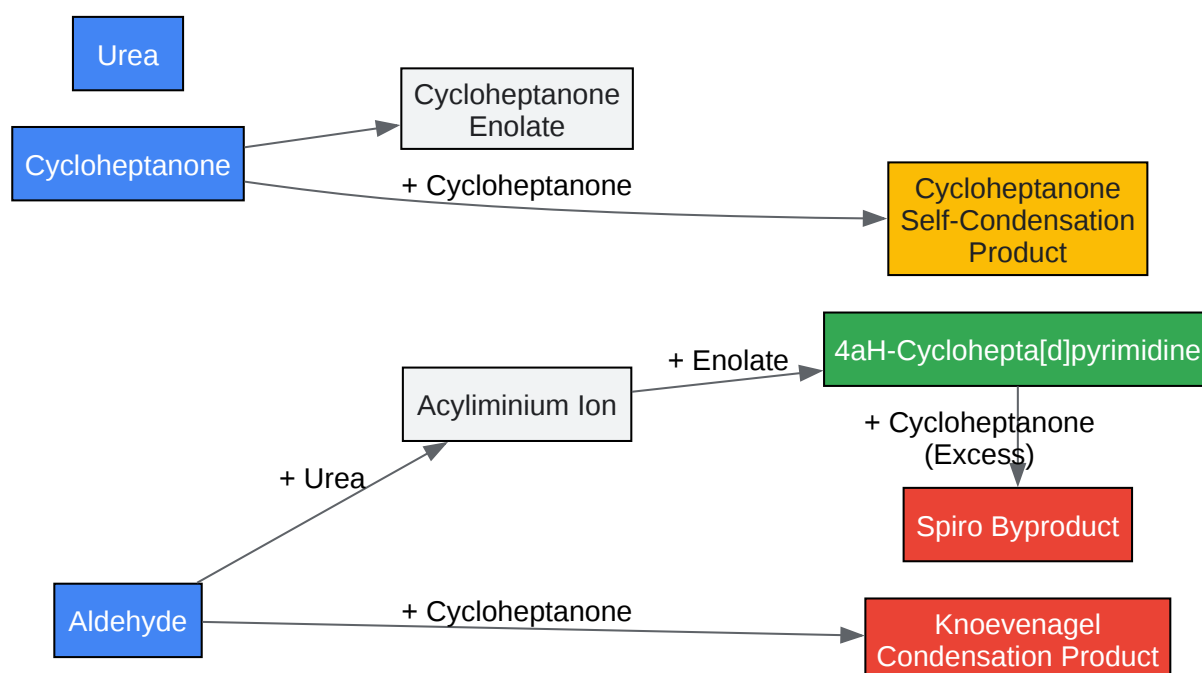 Urea
Cycloheptanone
Enolate
Cycloheptanone
+ Cycloheptanone
Cycloheptanone
Self-Condensation
Product
4aH-Cyclohepta[d]pyrimidine
+ Enolate
Acyliminium Ion
+ Cycloheptanone
(Excess)
+ Urea
Spiro Byproduct
Aldehyde
+ Cycloheptanone
Knoevenagel
Condensation Product